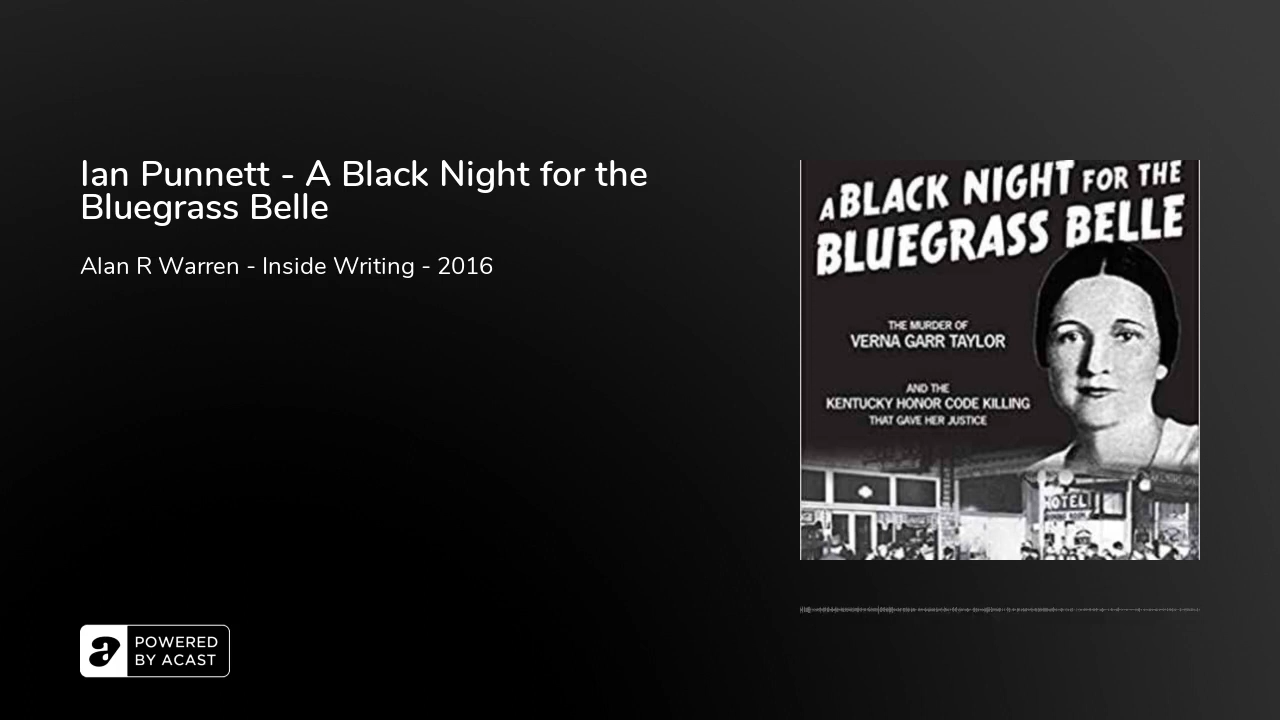 Ian Punnett - A Black Night for the
Bluegrass Belle
Alan R Warren - Inside Writing - 2016
A BLACK NIGHT FOR THE
BLUEGRASS BELLE
THE MURDER OF
VERNA GARR TAYLOR
AND THE
KENTUCKY HONOR CODE KILLING
THAT GAVE HER JUSTICE
HOTEL
DINING ROOM
a POWERED
BY ACAST